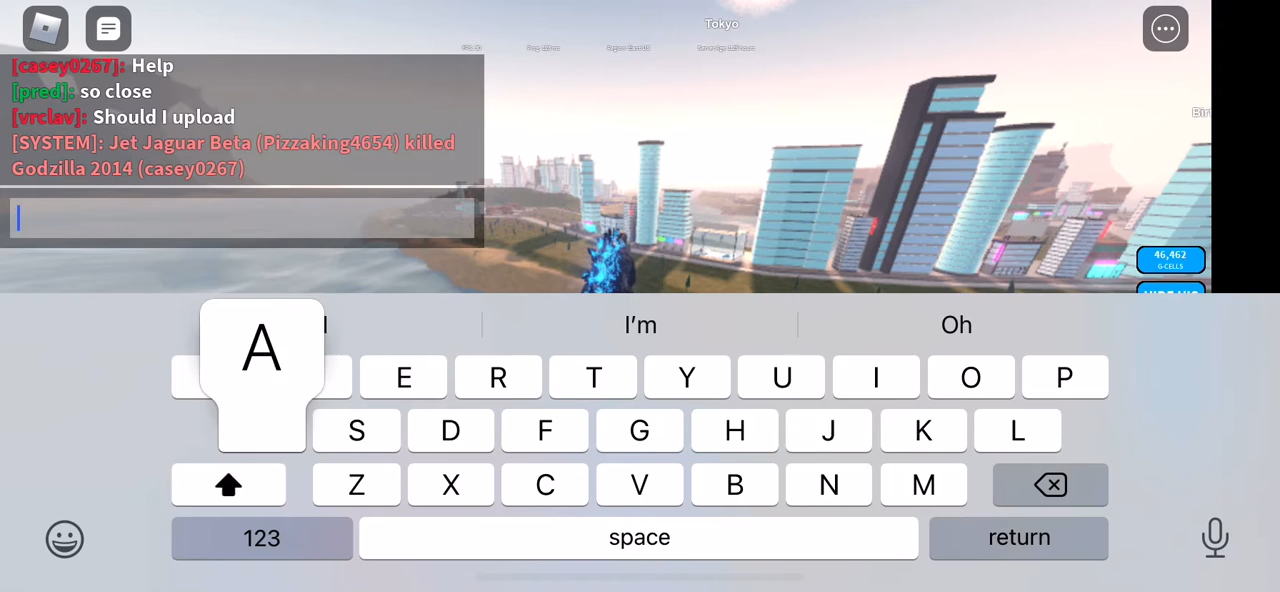 Tokyo
[casey0267]: Help
[pred]: so close
[vrclav]: Should I upload
[SYSTEM]: Jet Jaguar Beta (Pizzaking4654) killed
Godzilla 2014 (casey0267)
46,462
G-CELLS
I I'm Oh
A
E R T Y U I O P
S D F G H J K L
Z X C V B N M
123 space return